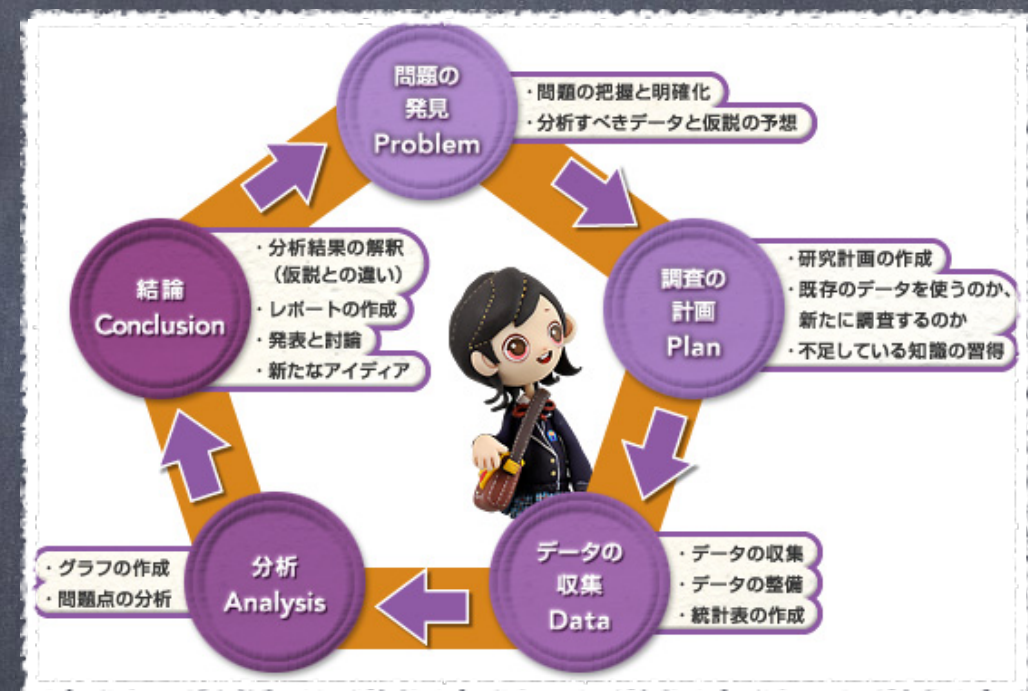 問題の
発見
Problem
・問題の把握と明確化
・分析すべきデータと仮説の予想
調査の
計画
Plan
・研究計画の作成
・既存のデータを使うのか、
新たに調査するのか
・不足している知識の習得
データの
収集
Data
・データの収集
・データの整備
・統計表の作成
分析
Analysis
・グラフの作成
・問題点の分析
結論
Conclusion
・分析結果の解釈
（仮説との違い）
・レポートの作成
・発表と討論
・新たなアイディア